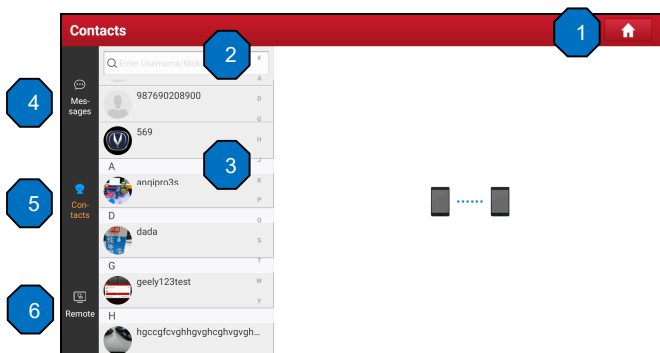 Contacts
1
2
Enter Username/Nick
#
4
Mes-
sages
987690208900
569
3
A
angipro3s
5
Con-
tacts
D
dada
G
geely123test
6
Remote
H
hgccgfcvghhgvghcghvgvgh...
A
D
G
H
J
K
P
Q
S
T
W
Y